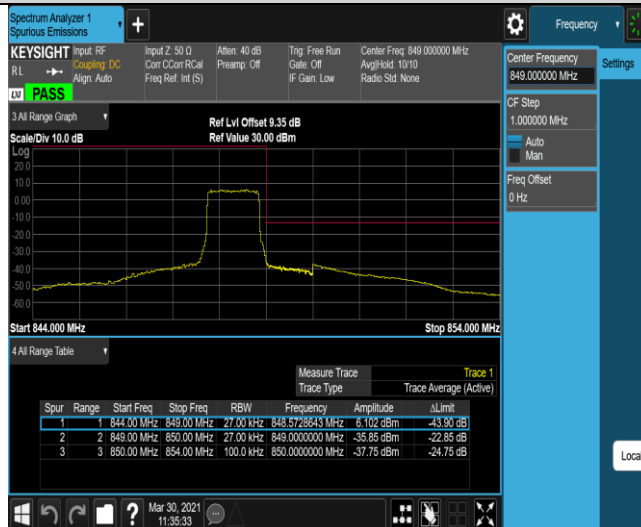 Spectrum Analyzer 1
Spurious Emissions
Frequency
KEYSIGHT
RL
Align: Auto
Input: RF
Coupling: DC
Input Z: 50 Ω
Corr CCorr RCal
Freq Ref: Int (S)
Atten: 40 dB
Preamp: Off
Trig: Free Run
Gate: Off
IF Gain: Low
Center Freq: 849.000000 MHz
Avg|Hold: 10/10
Radio Std: None
LXI PASS
Center Frequency
849.000000 MHz
Settings
CF Step
1.000000 MHz
Auto
Man
Freq Offset
0 Hz
3 All Range Graph
Ref Lvl Offset 9.35 dB
Scale/Div 10.0 dB
Ref Value 30.00 dBm
Log
20.0
10.0
0.00
-10.0
-20.0
-30.0
-40.0
-50.0
-60.0
Start 844.000 MHz
Stop 854.000 MHz
4 All Range Table
Measure Trace Trace 1
Trace Type Trace Average (Active)
Spur Range Start Freq Stop Freq RBW Frequency Amplitude ΔLimit
1 1 844.00 MHz 849.00 MHz 27.00 kHz 848.5728643 MHz 6.102 dBm -43.90 dB
2 2 849.00 MHz 850.00 MHz 27.00 kHz 849.0000000 MHz -35.85 dBm -22.85 dB
3 3 850.00 MHz 854.00 MHz 100.0 kHz 850.0000000 MHz -37.75 dBm -24.75 dB
Local
Mar 30, 2021
11:35:33